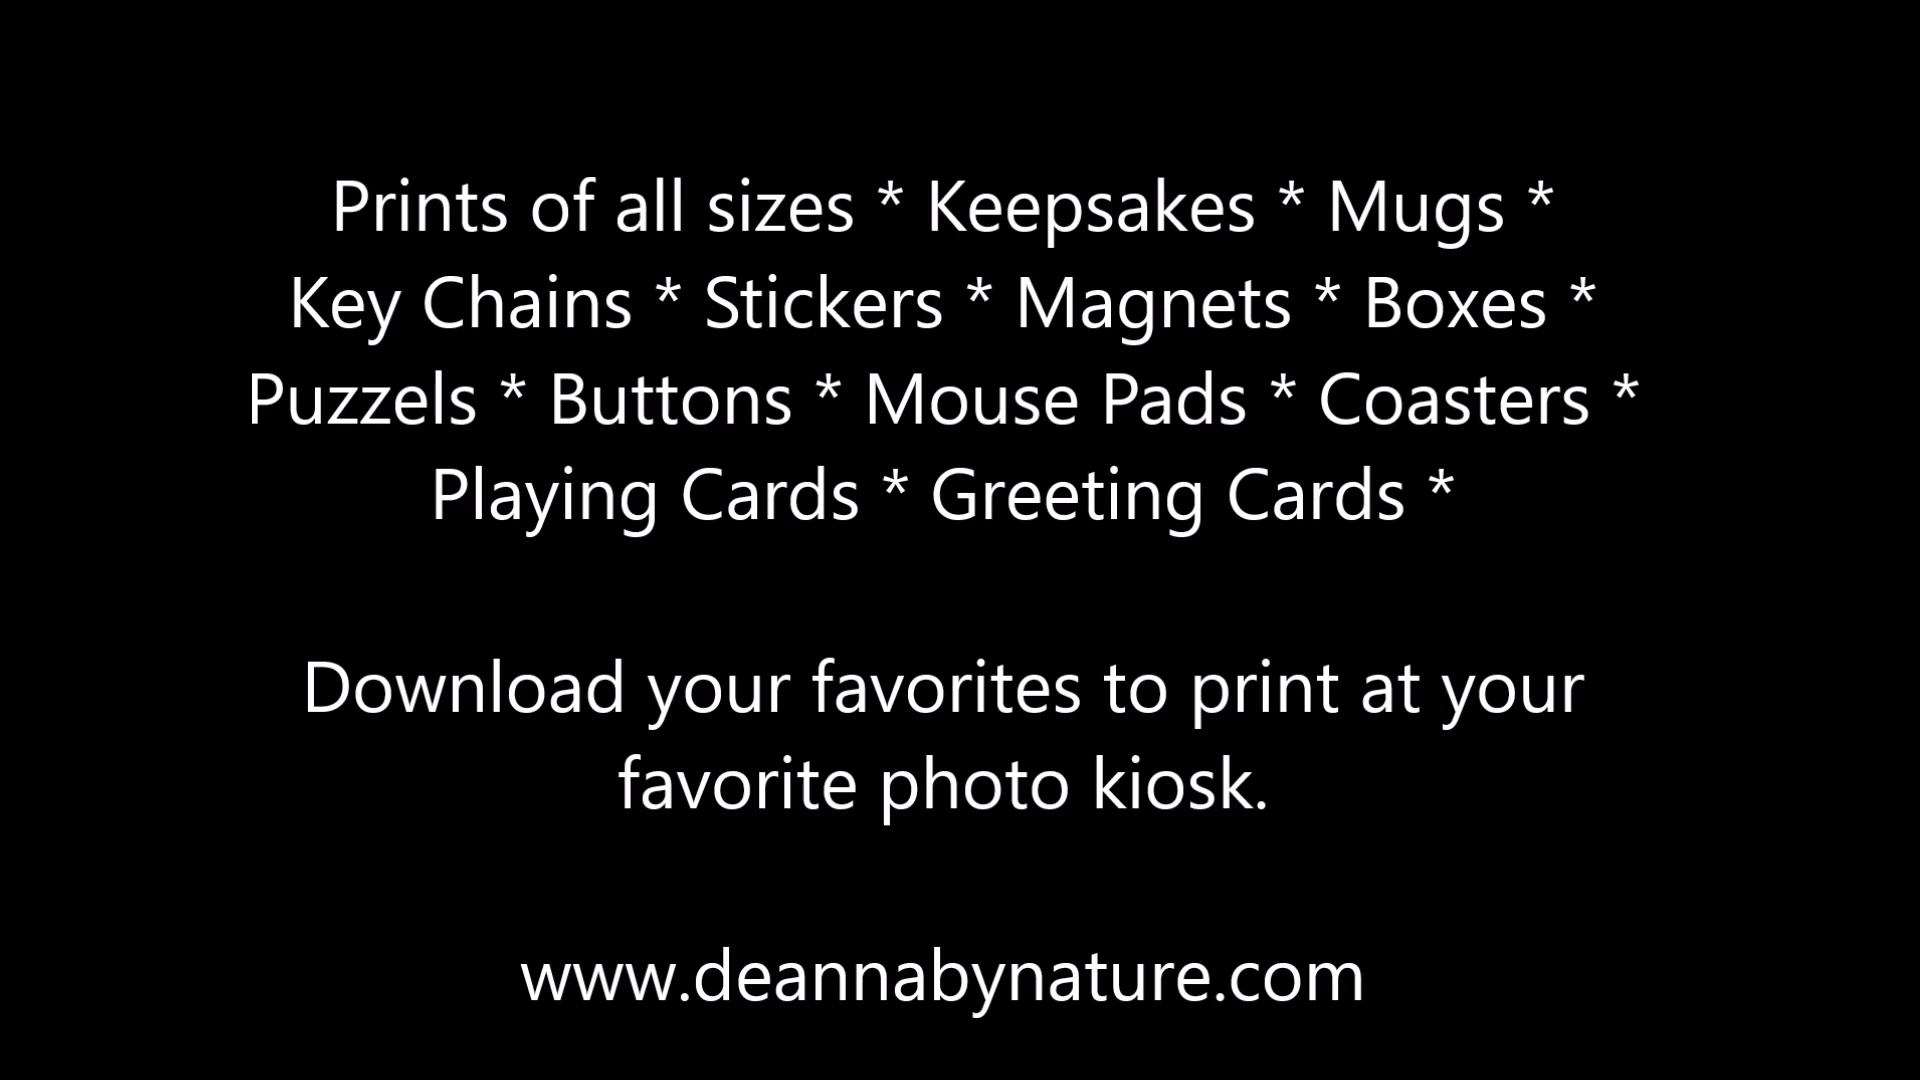 Prints of all sizes * Keepsakes * Mugs *
Key Chains * Stickers * Magnets * Boxes *
Puzzels * Buttons * Mouse Pads * Coasters *
Playing Cards * Greeting Cards *
Download your favorites to print at your
favorite photo kiosk.
www.deannabynature.com